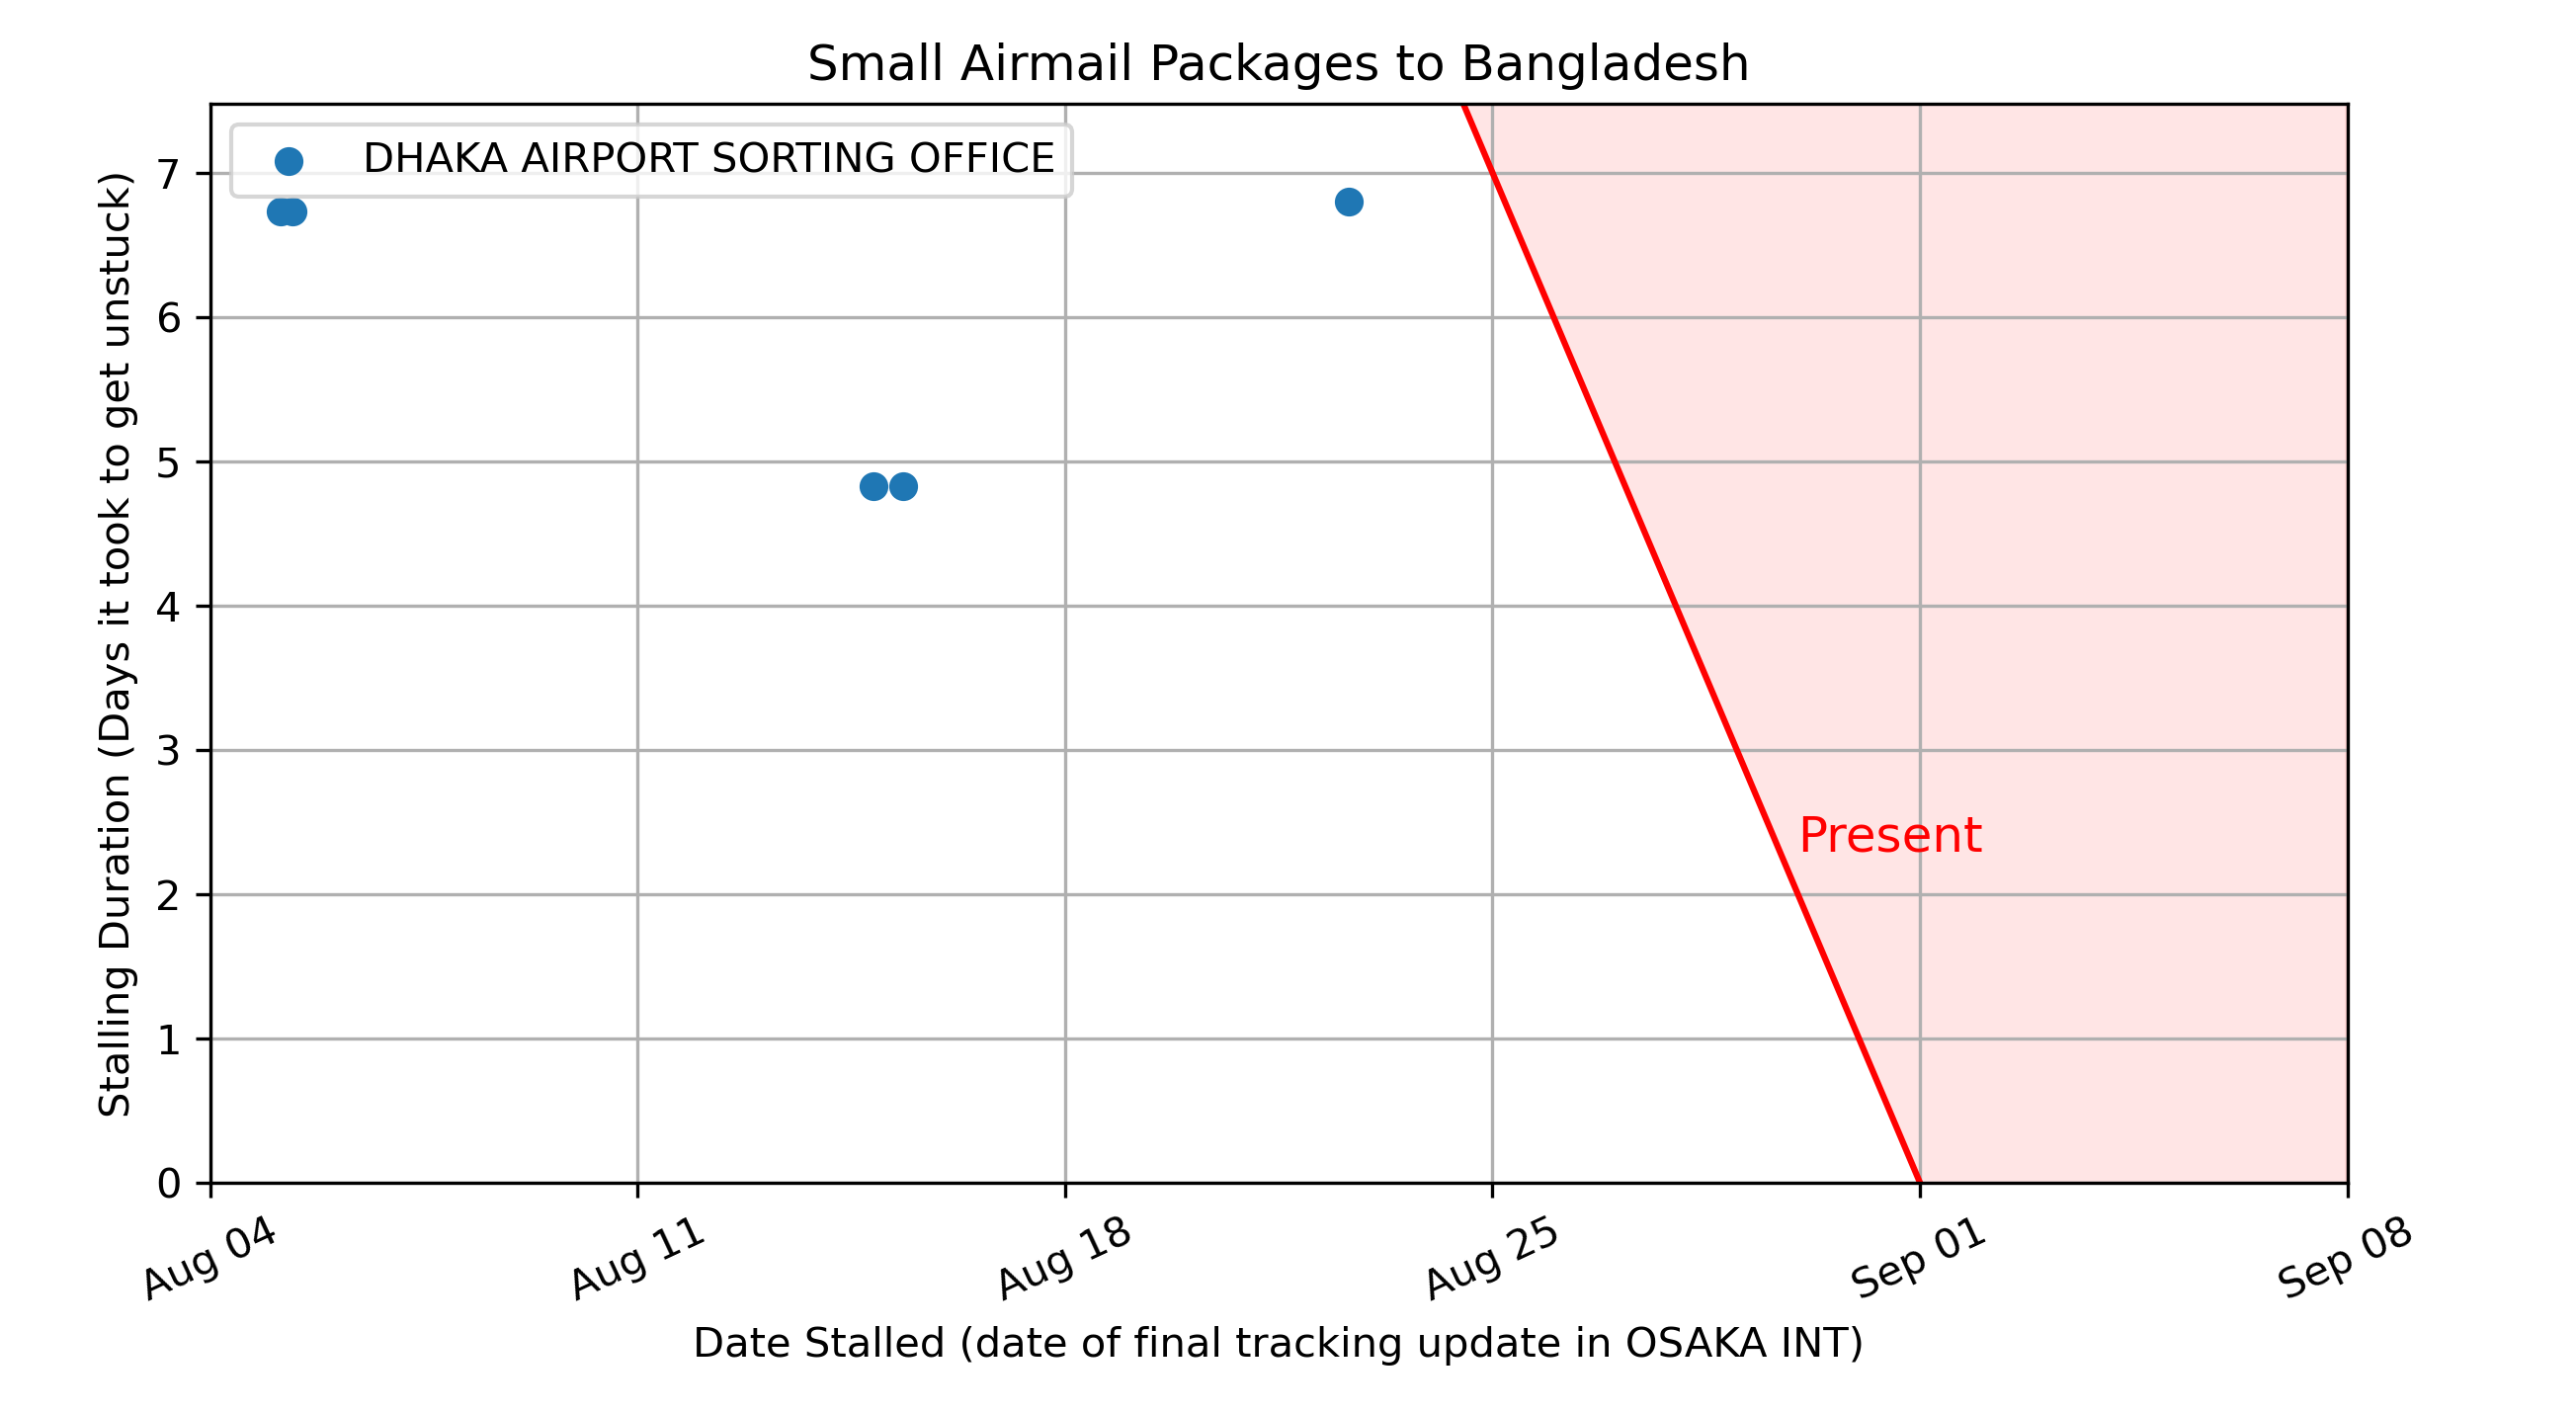 Small Airmail Packages to Bangladesh
DHAKA AIRPORT SORTING OFFICE
Stalling Duration (Days it took to get unstuck)
7
6
5
4
3
2
1
0
Present
Aug 04
Aug 11
Aug 18
Aug 25
Sep 01
Sep 08
Date Stalled (date of final tracking update in OSAKA INT)